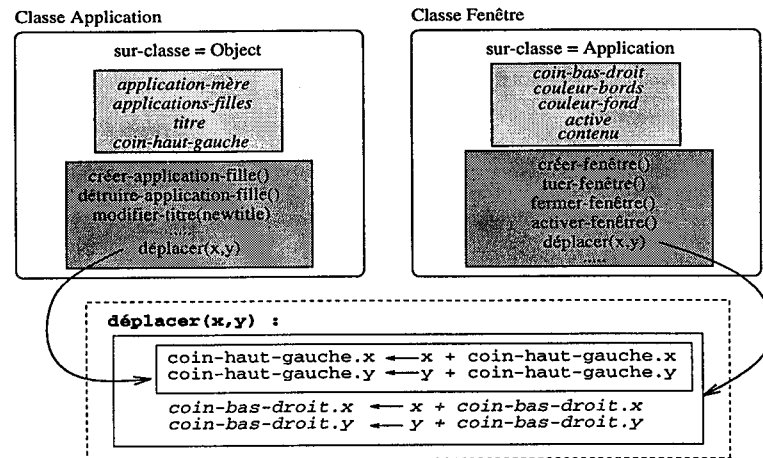 Classe Application
sur-classe = Object
application-mère
applications-filles
titre
coin-haut-gauche
créer-application-fille()
détruire-application-fille()
modifier-titre(newtitle)
.....
déplacer(x,y)
Classe Fenêtre
sur-classe = Application
coin-bas-droit
couleur-bords
couleur-fond
active
contenu
créer-fenêtre()
tuer-fenêtre()
fermer-fenêtre()
activer-fenêtre()
déplacer(x,y)
.....
déplacer(x,y) :
coin-haut-gauche.x ← x + coin-haut-gauche.x
coin-haut-gauche.y ← y + coin-haut-gauche.y
coin-bas-droit.x ← x + coin-bas-droit.x
coin-bas-droit.y ← y + coin-bas-droit.y